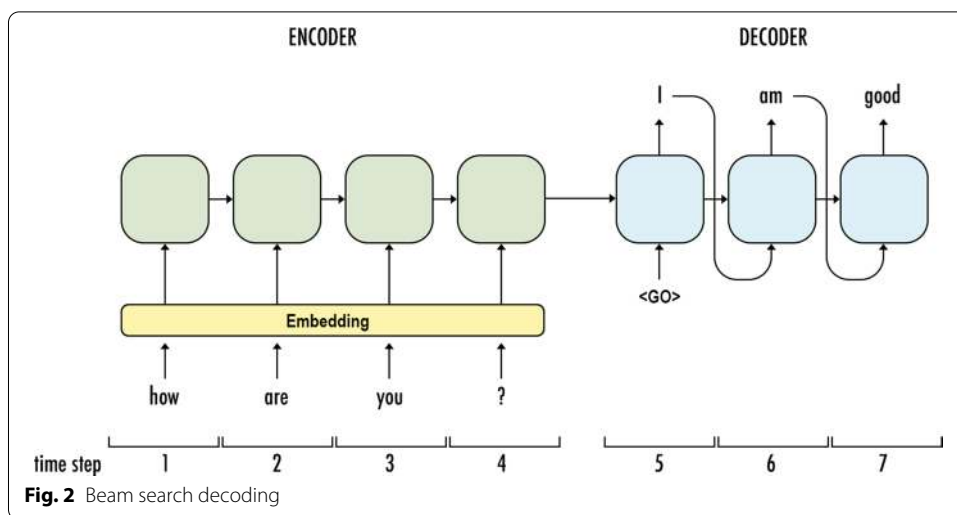 ENCODER DECODER
I am good
<GO>
Embedding
how are you ?
time step 1 2 3 4 5 6 7
Fig. 2 Beam search decoding